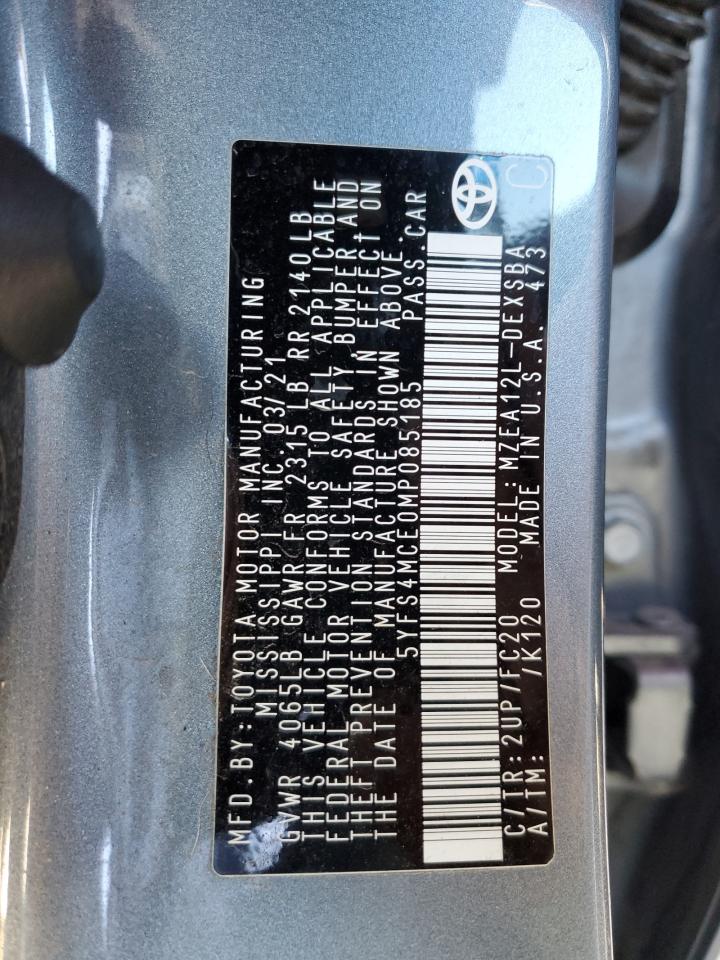 MFD.BY:TOYOTA MOTOR MANUFACTURING
MISSISSIPPI INC.03/21
GVWR 4065LB GAWR FR 2315LB RR 2140LB
THIS VEHICLE CONFORMS TO ALL APPLICABLE
FEDERAL MOTOR VEHICLE SAFETY,BUMPER,AND
THEFT PREVENTION STANDARDS IN EFFECT ON
THE DATE OF MANUFACTURE SHOWN ABOVE.
5YFS4MCE0MP085185 PASS.CAR
C/TR:2UP/FC20 MODEL:MZEA12L-DEXSBA
A/TM: /K120 MADE IN U.S.A. 473
C